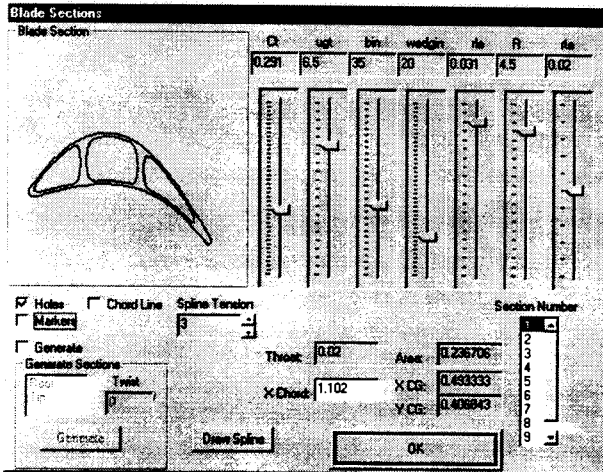 Blade Sections
Blade Section
Ct ugt bin wedgin rle R rte
0.291 6.5 35 20 0.031 4.5 0.02
Holes Chord Line Spline Tension
Markers 3
Generate
Generate Sections
Root Twist
Tip 0
Generate Draw Spline
Throat: 0.02 Area: 0.236706
X-Chord: 1.102 X CG: 0.493333
Y CG: 0.406843
OK
Section Number
1
2
3
4
5
6
7
8
9